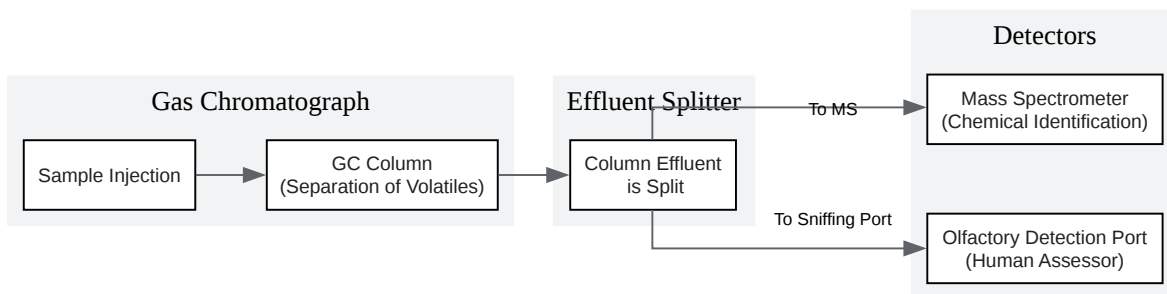 Gas Chromatograph
Sample Injection
GC Column
(Separation of Volatiles)
Effluent Splitter
Column Effluent
is Split
To MS
To Sniffing Port
Detectors
Mass Spectrometer
(Chemical Identification)
Olfactory Detection Port
(Human Assessor)